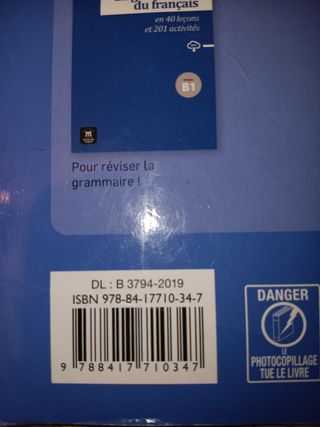 du français
en 40 leçons
et 201 activités
B1
Pour réviser la
grammaire !
DL : B 3794-2019
ISBN 978-84-17710-34-7
9 788417 710347
DANGER
LE
PHOTOCOPILLAGE
TUE LE LIVRE